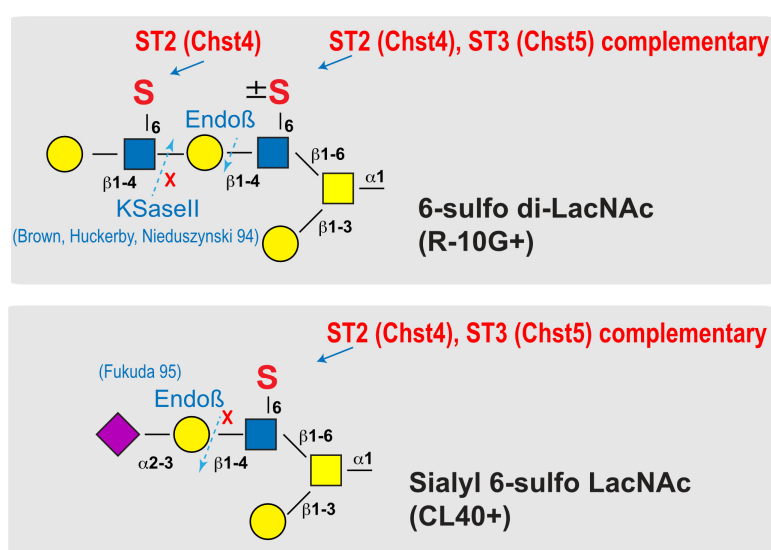 ST2 (Chst4)
ST2 (Chst4), ST3 (Chst5) complementary
S
±S
6
Endoß
6
β1-6
α1
β1-4
X
β1-4
KSaseII
β1-3
(Brown, Huckerby, Nieduszynski 94)
6-sulfo di-LacNAc
(R-10G+)
ST2 (Chst4), ST3 (Chst5) complementary
(Fukuda 95)
S
Endoß
X
6
β1-6
α1
α2-3
β1-4
β1-3
Sialyl 6-sulfo LacNAc
(CL40+)